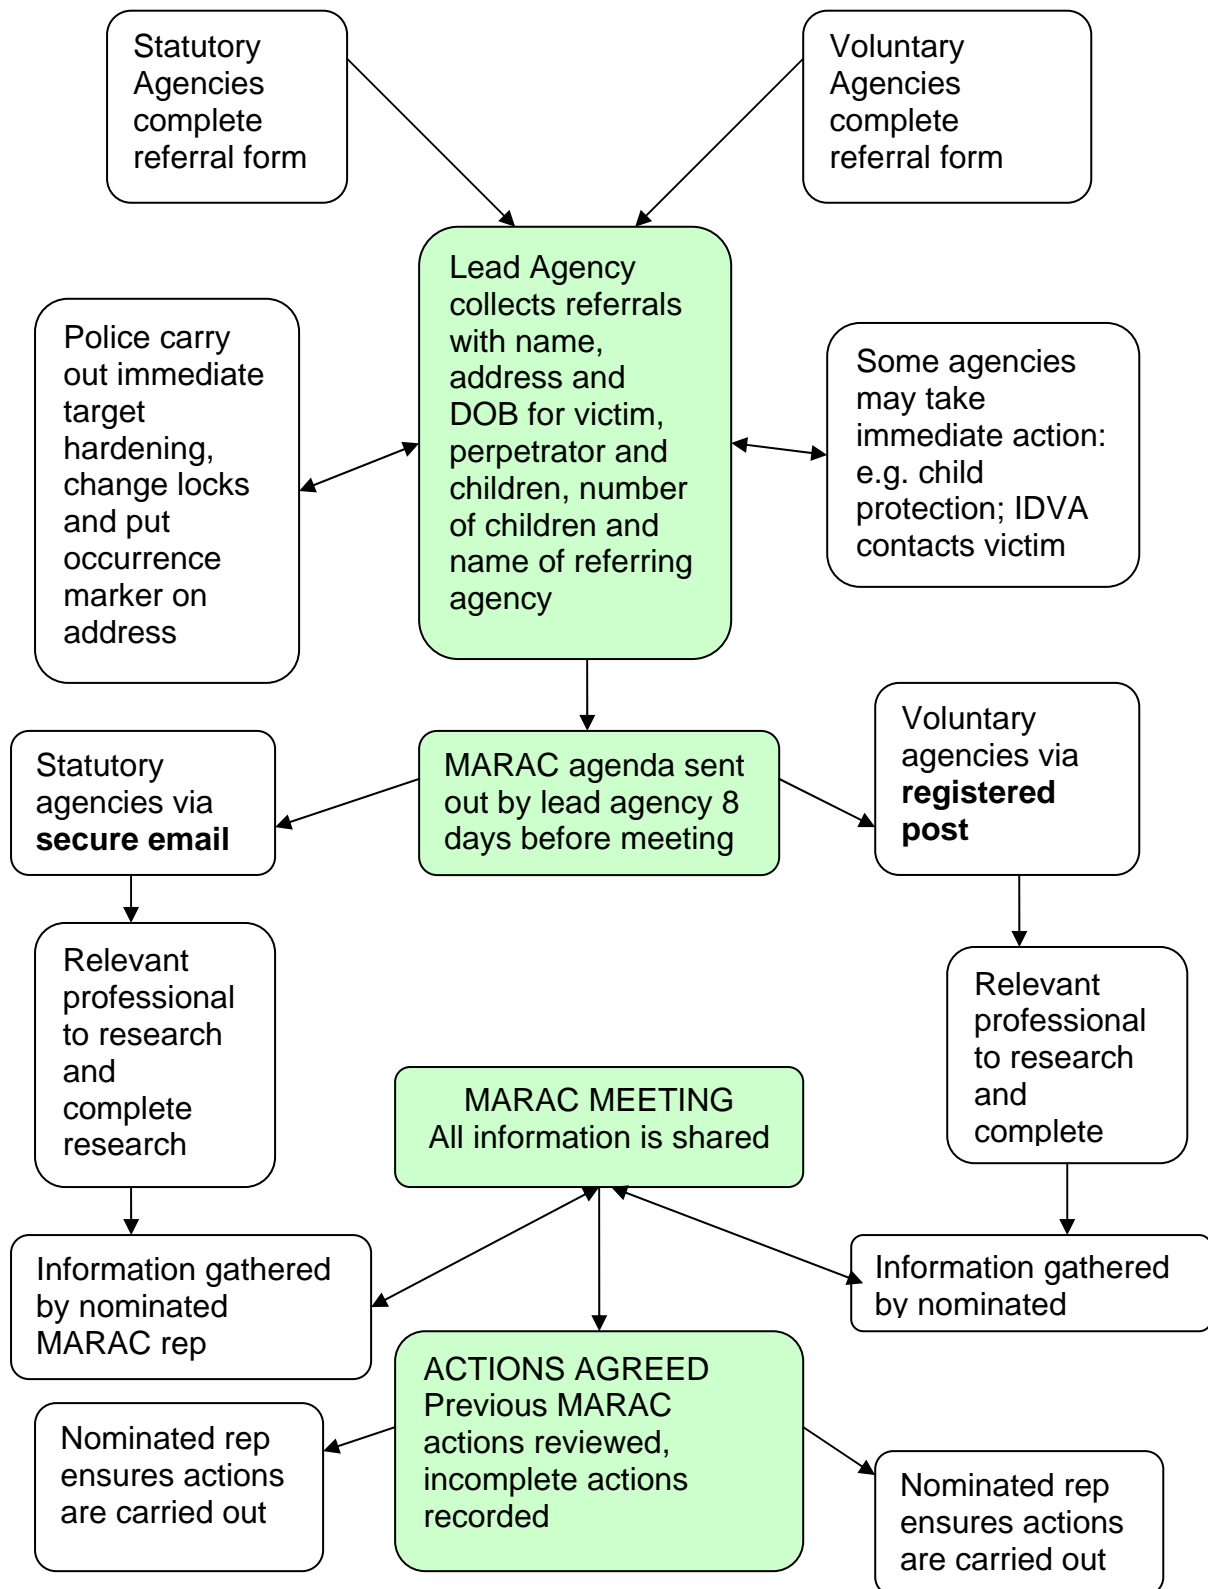 Statutory
Agencies
complete
referral form
Voluntary
Agencies
complete
referral form
Lead Agency
collects referrals
with name,
address and
DOB for victim,
perpetrator and
children, number
of children and
name of referring
agency
Police carry
out immediate
target
hardening,
change locks
and put
occurrence
marker on
address
Some agencies
may take
immediate action:
e.g. child
protection; IDVA
contacts victim
Statutory
agencies via
secure email
MARAC agenda sent
out by lead agency 8
days before meeting
Voluntary
agencies via
registered
post
Relevant
professional
to research
and
complete
research
Relevant
professional
to research
and
complete
MARAC MEETING
All information is shared
Information gathered
by nominated
MARAC rep
Information gathered
by nominated
ACTIONS AGREED
Previous MARAC
actions reviewed,
incomplete actions
recorded
Nominated rep
ensures actions
are carried out
Nominated rep
ensures actions
are carried out